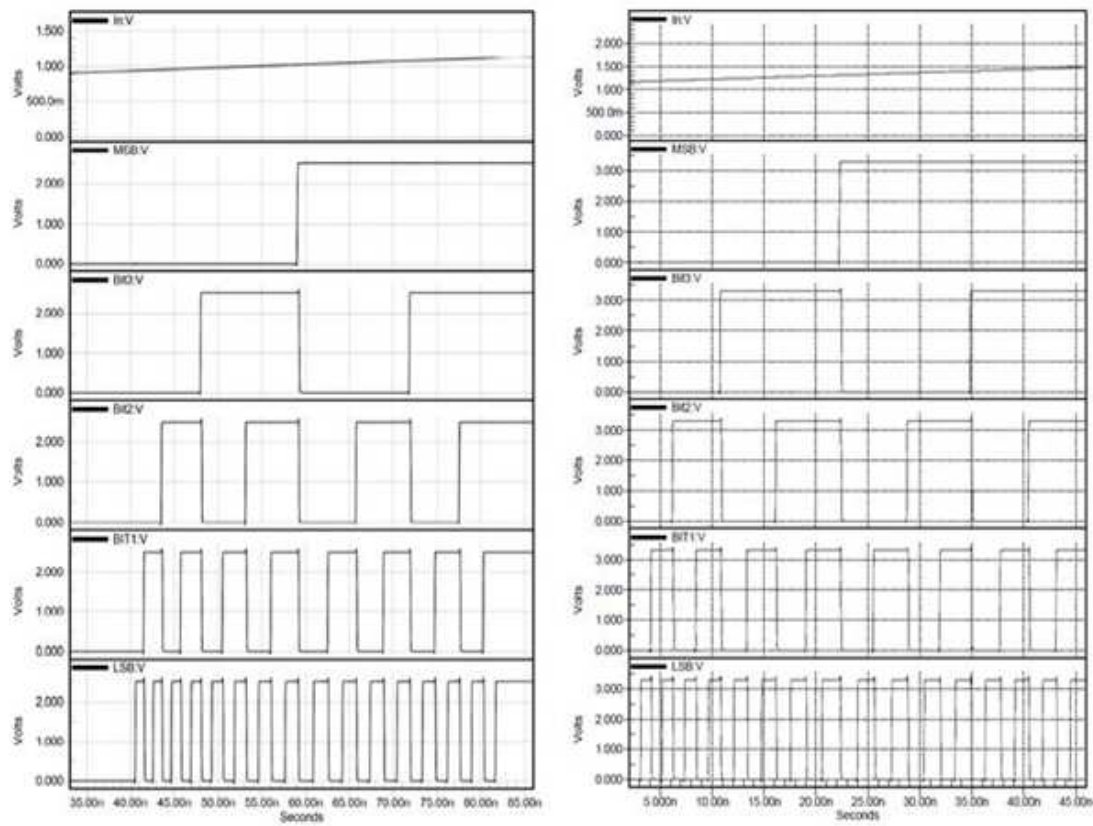 In:V
1.500
1.000
500.0m
0.000
Volts
MSB:V
2.000
1.000
0.000
Volts
Bit3:V
2.000
1.000
0.000
Volts
Bit2:V
2.000
1.000
0.000
Volts
BIT1:V
2.000
1.000
0.000
Volts
LSB:V
2.000
1.000
0.000
Volts
35.00n 40.00n 45.00n 50.00n 55.00n 60.00n 65.00n 70.00n 75.00n 80.00n 85.00n
Seconds
In:V
2.000
1.500
1.000
500.0m
0.000
Volts
MSB:V
3.000
2.000
1.000
0.000
Volts
Bit3:V
3.000
2.000
1.000
0.000
Volts
Bit2:V
3.000
2.000
1.000
0.000
Volts
BIT1:V
3.000
2.000
1.000
0.000
Volts
LSB:V
3.000
2.000
1.000
0.000
Volts
5.000n 10.00n 15.00n 20.00n 25.00n 30.00n 35.00n 40.00n 45.00n
Seconds